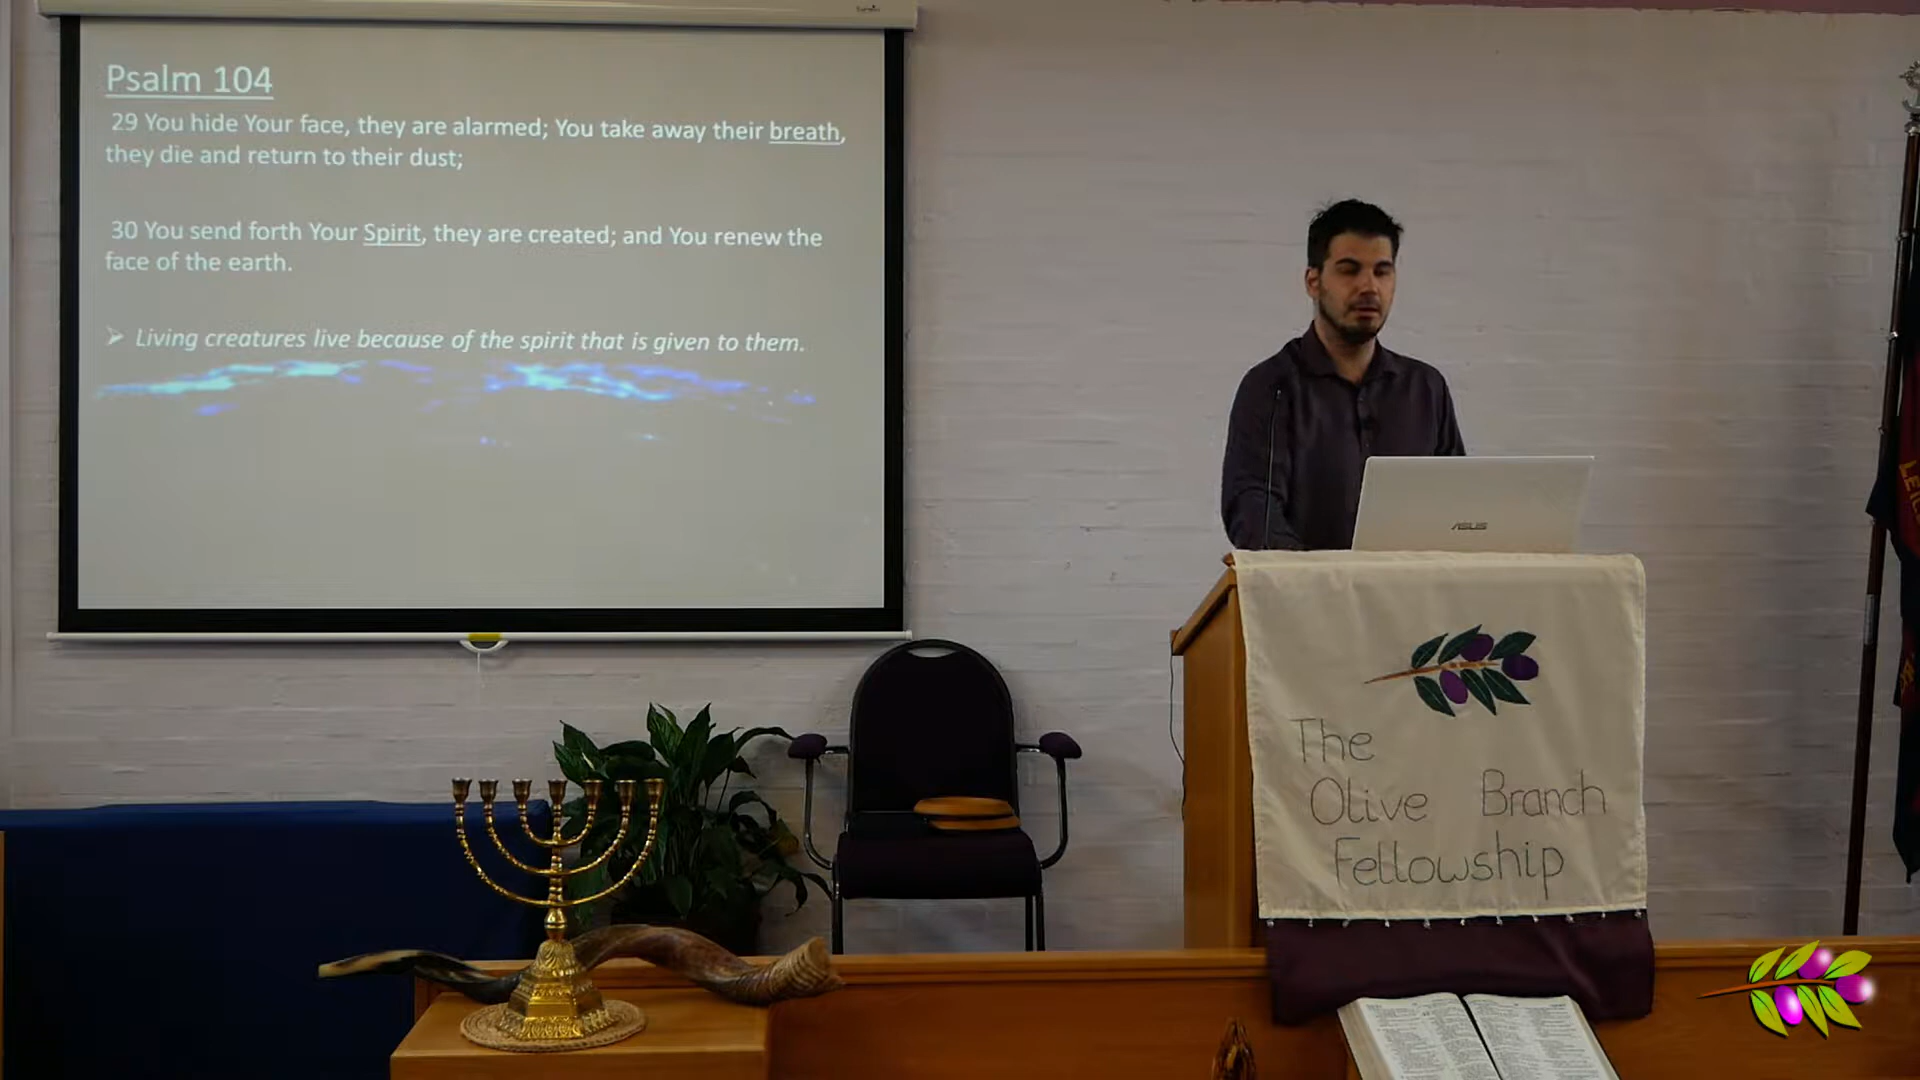 Psalm 104
29 You hide Your face, they are alarmed; You take away their breath,
they die and return to their dust;
30 You send forth Your Spirit, they are created; and You renew the
face of the earth.
➢ Living creatures live because of the spirit that is given to them.
ASUS
The
Olive Branch
Fellowship